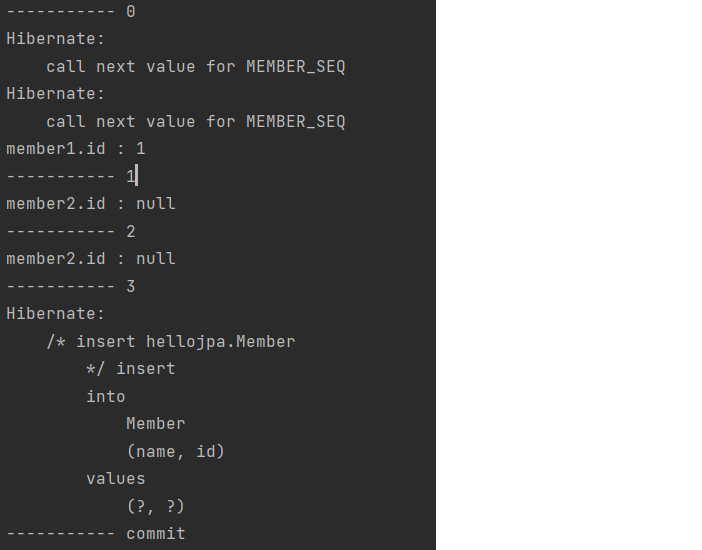 ----------- 0
Hibernate:
    call next value for MEMBER_SEQ
Hibernate:
    call next value for MEMBER_SEQ
member1.id : 1
----------- 1
member2.id : null
----------- 2
member2.id : null
----------- 3
Hibernate:
    /* insert hellojpa.Member
        */ insert
        into
            Member
            (name, id)
        values
            (?, ?)
----------- commit